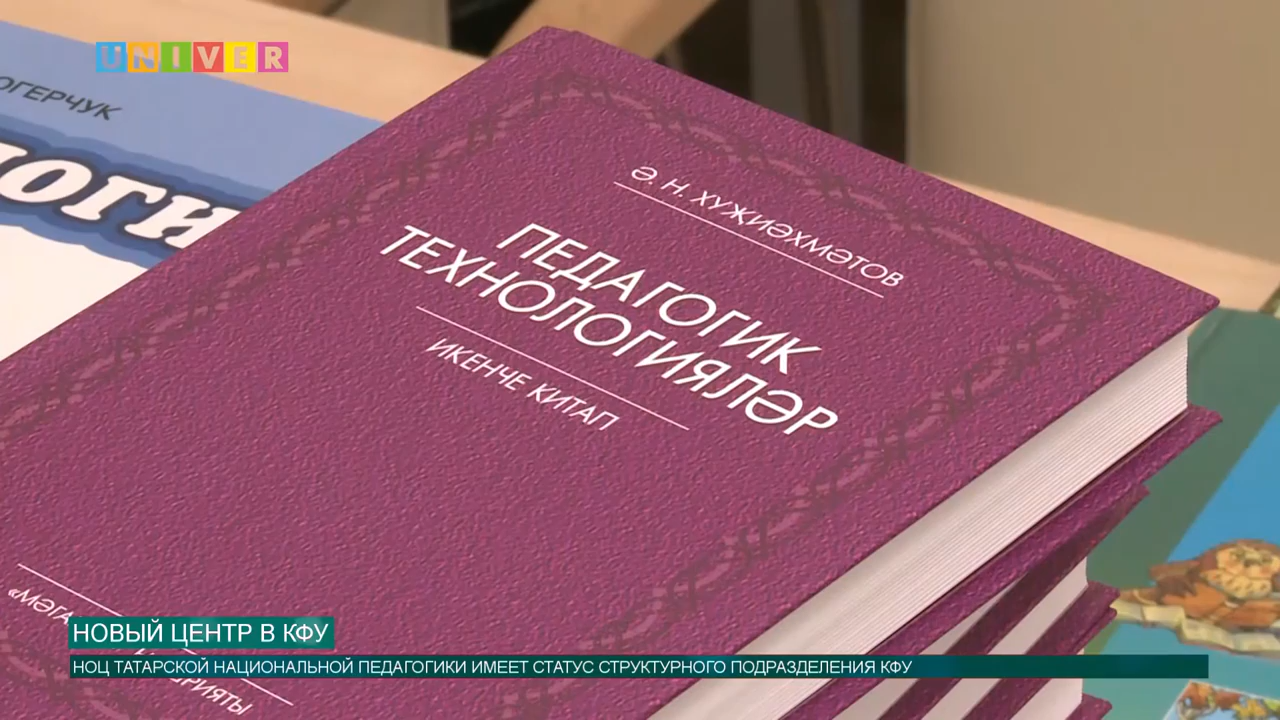 UNIVER
ОГЕРЧУК
ОГИ
Ә. Н. ХУҖИӘХМӘТОВ
ПЕДАГОГИК
ТЕХНОЛОГИЯЛӘР
ИКЕНЧЕ КИТАП
НОВЫЙ ЦЕНТР В КФУ
НОЦ ТАТАРСКОЙ НАЦИОНАЛЬНОЙ ПЕДАГОГИКИ ИМЕЕТ СТАТУС СТРУКТУРНОГО ПОДРАЗДЕЛЕНИЯ КФУ